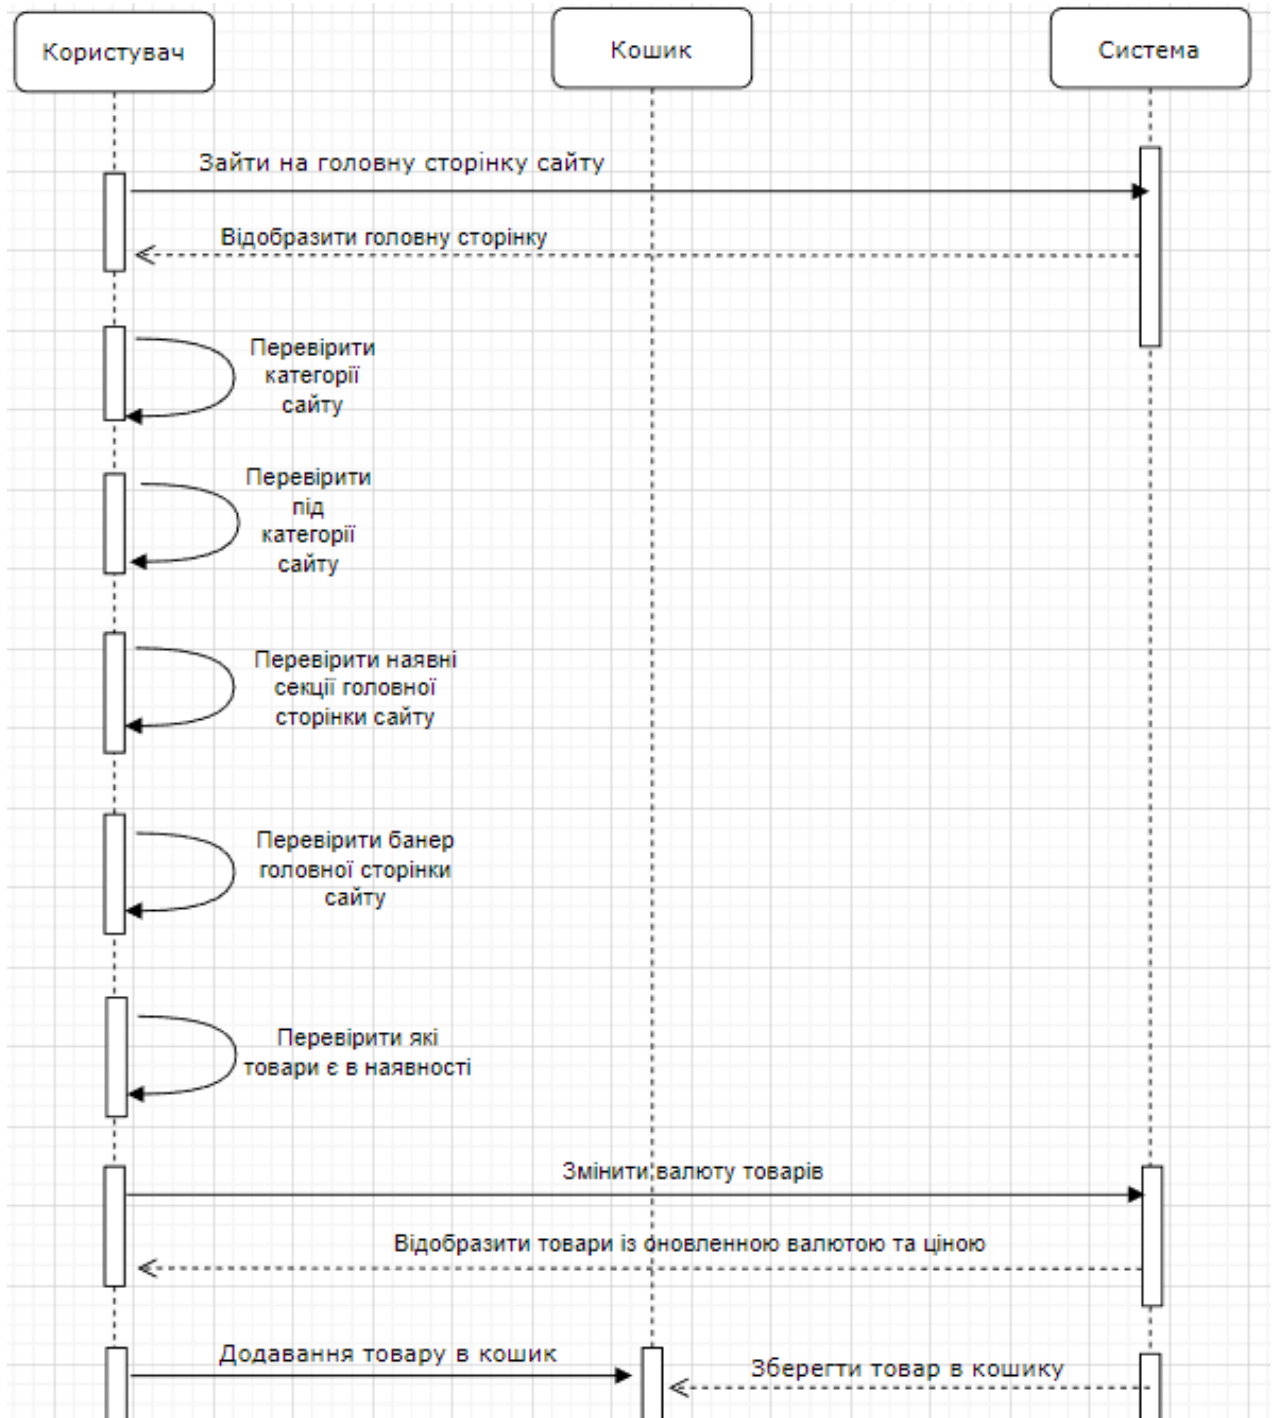 Користувач
Кошик
Система
Зайти на головну сторінку сайту
Відобразити головну сторінку
Перевірити
категорії
сайту
Перевірити
під
категорії
сайту
Перевірити наявні
секції головної
сторінки сайту
Перевірити банер
головної сторінки
сайту
Перевірити які
товари є в наявності
Змінити валюту товарів
Відобразити товари із оновленною валютою та ціною
Додавання товару в кошик
Зберегти товар в кошику